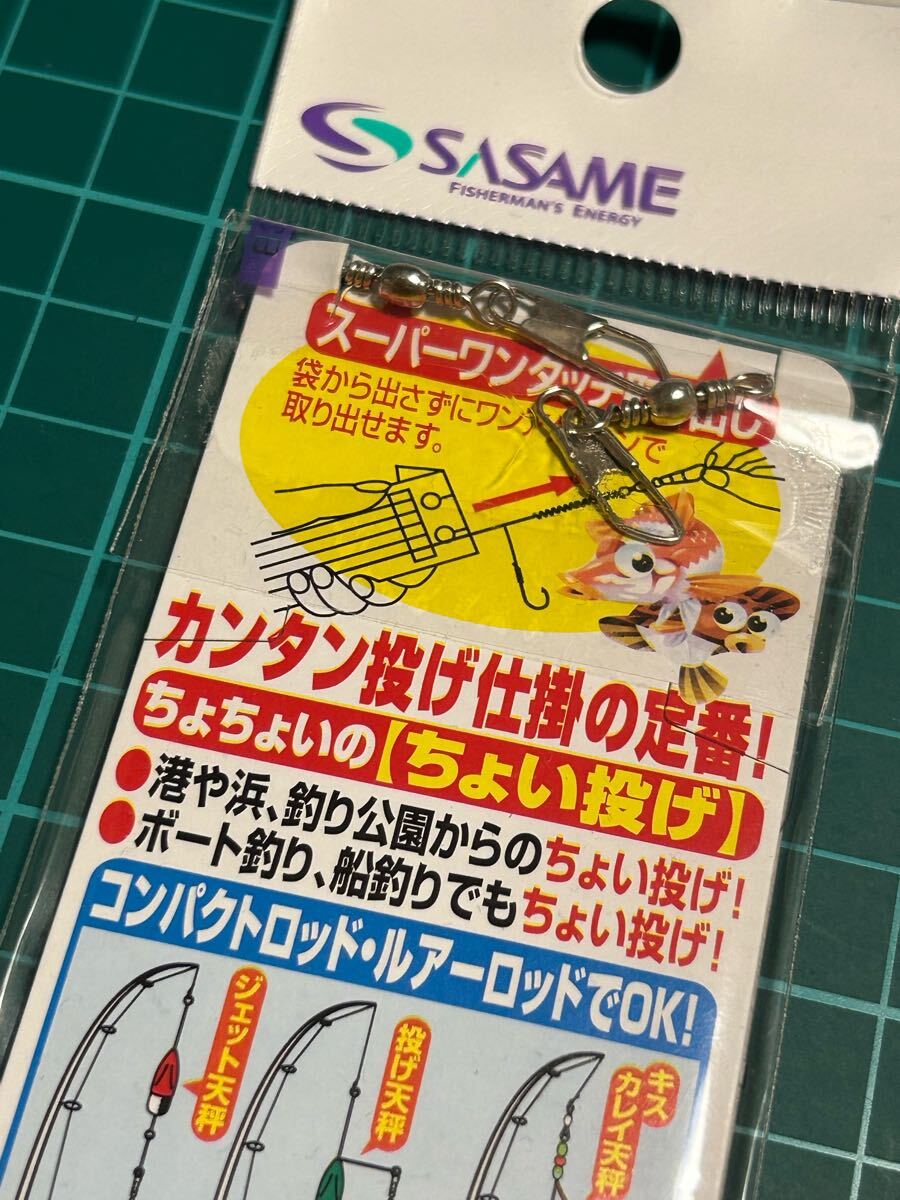 SASAME
FISHERMAN'S ENERGY
スーパーワンタッチ 出し
袋から出さずにワン で
取り出せます。
カンタン投げ仕掛の定番!
ちょちょいの【ちょい投げ】
●港や浜、釣り公園からのちょい投げ!
●ボート釣り、船釣りでもちょい投げ!
コンパクトロッド・ルアーロッドでOK!
ジェット天秤
投げ天秤
キス
カレイ天秤